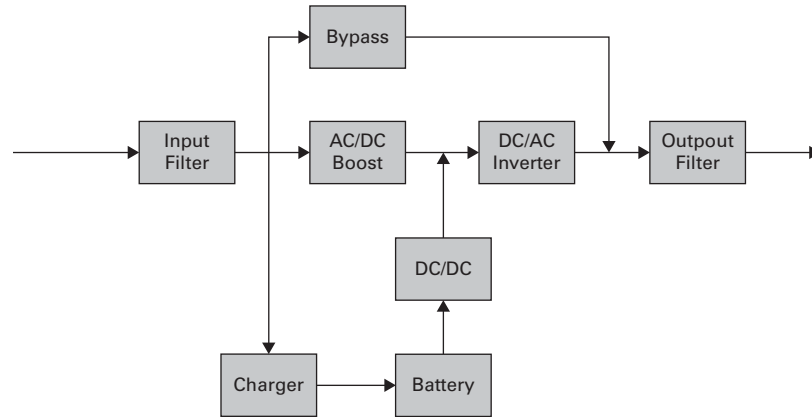 Bypass
Input
Filter
AC/DC
Boost
DC/AC
Inverter
Outpout
Filter
DC/DC
Charger
Battery